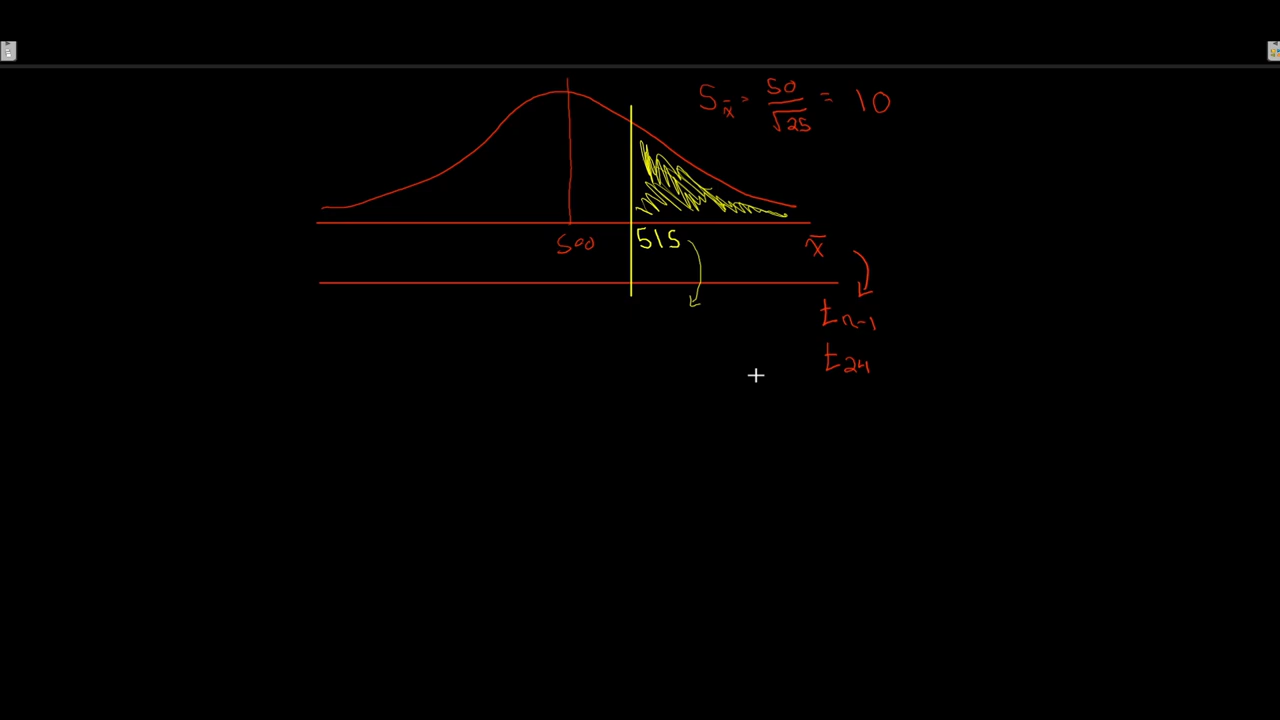 S_x̄ = 50/√25 = 10
500
515
x̄
t_n-1
t_24